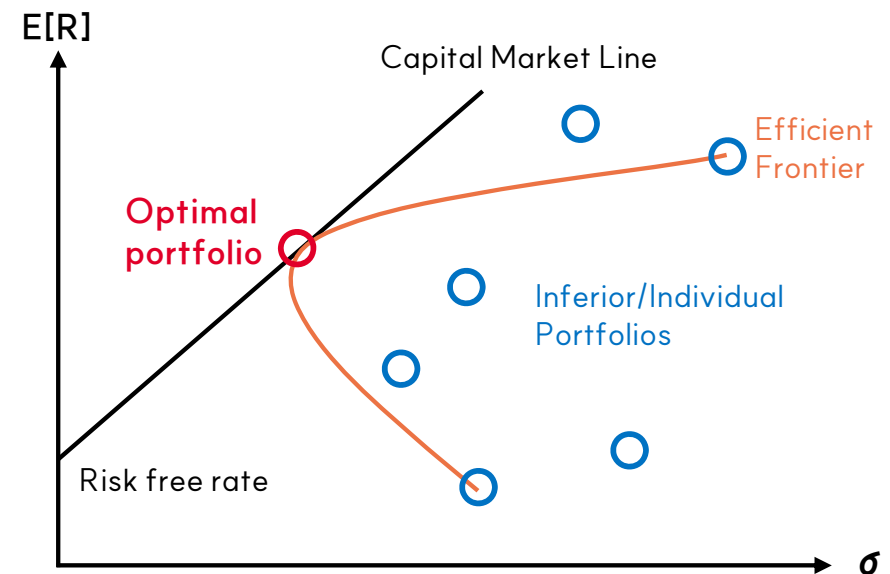 E[R]
Capital Market Line
Efficient
Frontier
Optimal
portfolio
Inferior/Individual
Portfolios
Risk free rate
σ